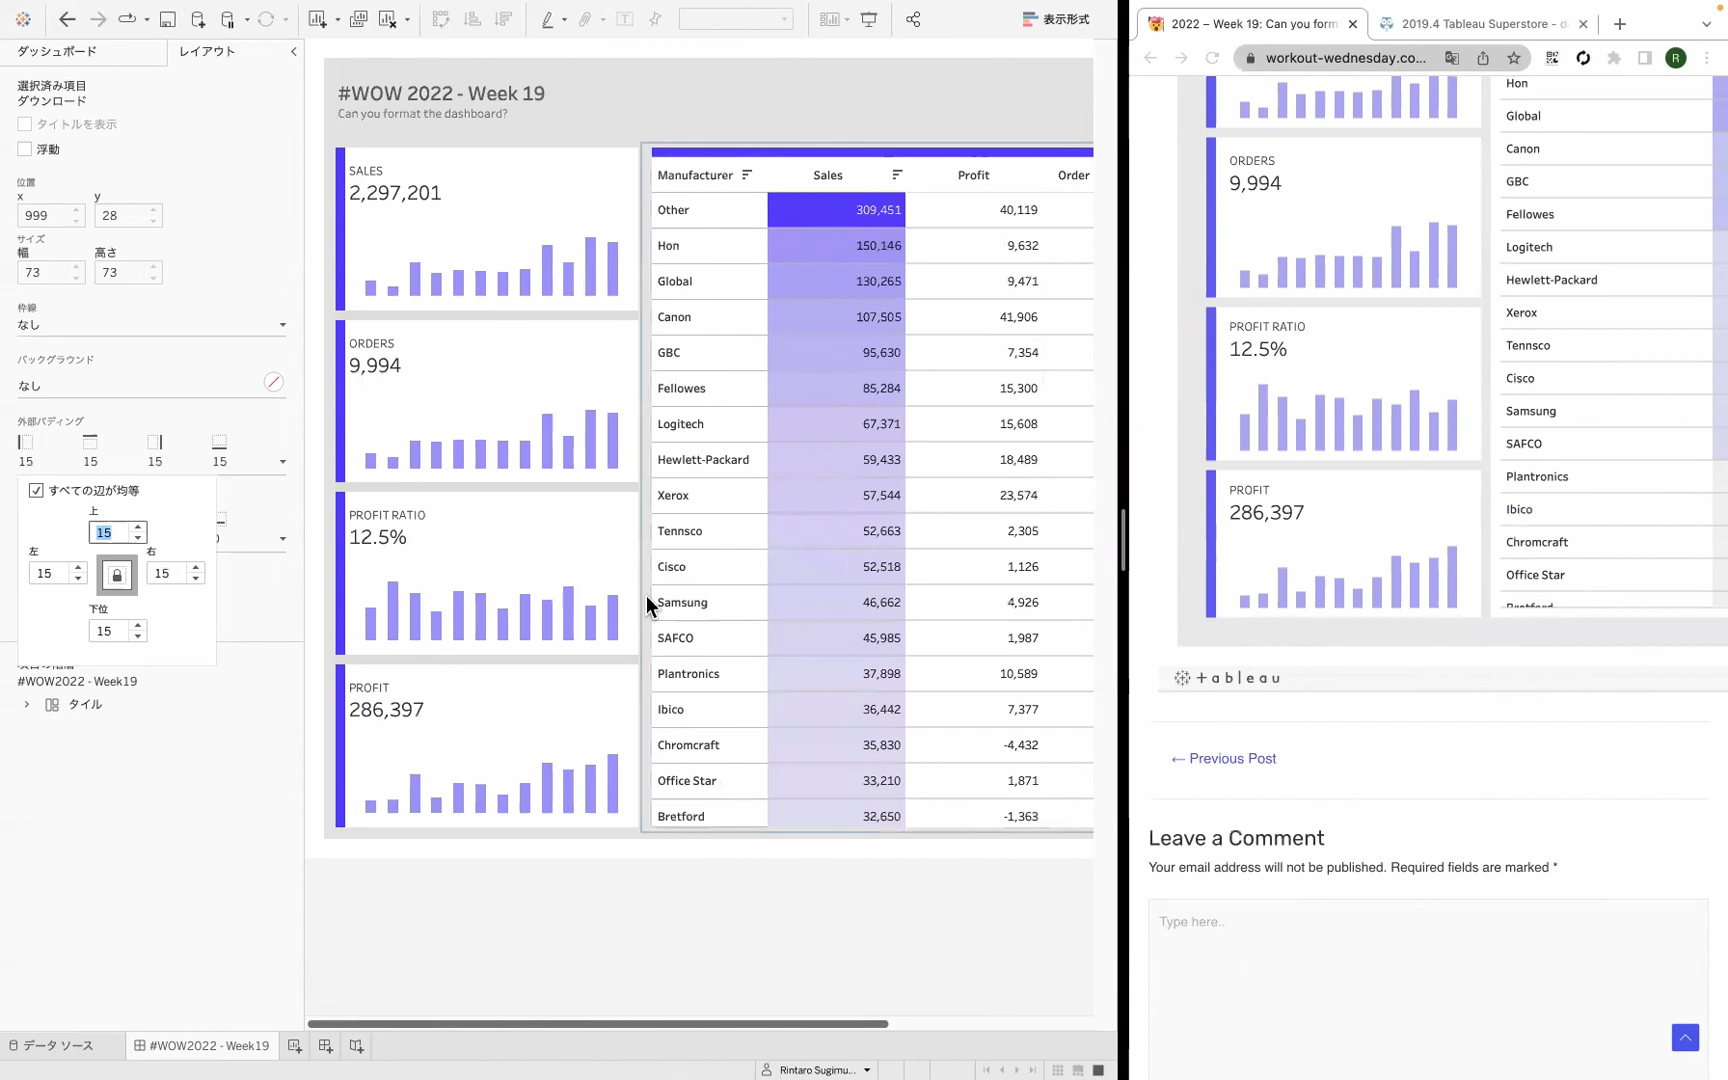 表示形式
ダッシュボード
レイアウト
選択済み項目
ダウンロード
タイトルを表示
浮動
位置
x
y
999
28
サイズ
幅
高さ
73
73
枠線
なし
バックグラウンド
なし
外部パディング
15
15
15
15
すべての辺が均等
上
15
左
右
15
15
下位
15
#WOW2022 - Week19
タイル
#WOW 2022 - Week 19
Can you format the dashboard?
SALES
2,297,201
ORDERS
9,994
PROFIT RATIO
12.5%
PROFIT
286,397
Manufacturer Sales Profit Order
Other 309,451 40,119
Hon 150,146 9,632
Global 130,265 9,471
Canon 107,505 41,906
GBC 95,630 7,354
Fellowes 85,284 15,300
Logitech 67,371 15,608
Hewlett-Packard 59,433 18,489
Xerox 57,544 23,574
Tennsco 52,663 2,305
Cisco 52,518 1,126
Samsung 46,662 4,926
SAFCO 45,985 1,987
Plantronics 37,898 10,589
Ibico 36,442 7,377
Chromcraft 35,830 -4,432
Office Star 33,210 1,871
Bretford 32,650 -1,363
データ ソース
#WOW2022 - Week19
Rintaro Sugimu...
2022 – Week 19: Can you form
2019.4 Tableau Superstore - d
workout-wednesday.co...
R
ORDERS
9,994
PROFIT RATIO
12.5%
PROFIT
286,397
Hon
Global
Canon
GBC
Fellowes
Logitech
Hewlett-Packard
Xerox
Tennsco
Cisco
Samsung
SAFCO
Plantronics
Ibico
Chromcraft
Office Star
Bretford
+ableau
← Previous Post
Leave a Comment
Your email address will not be published. Required fields are marked *
Type here..